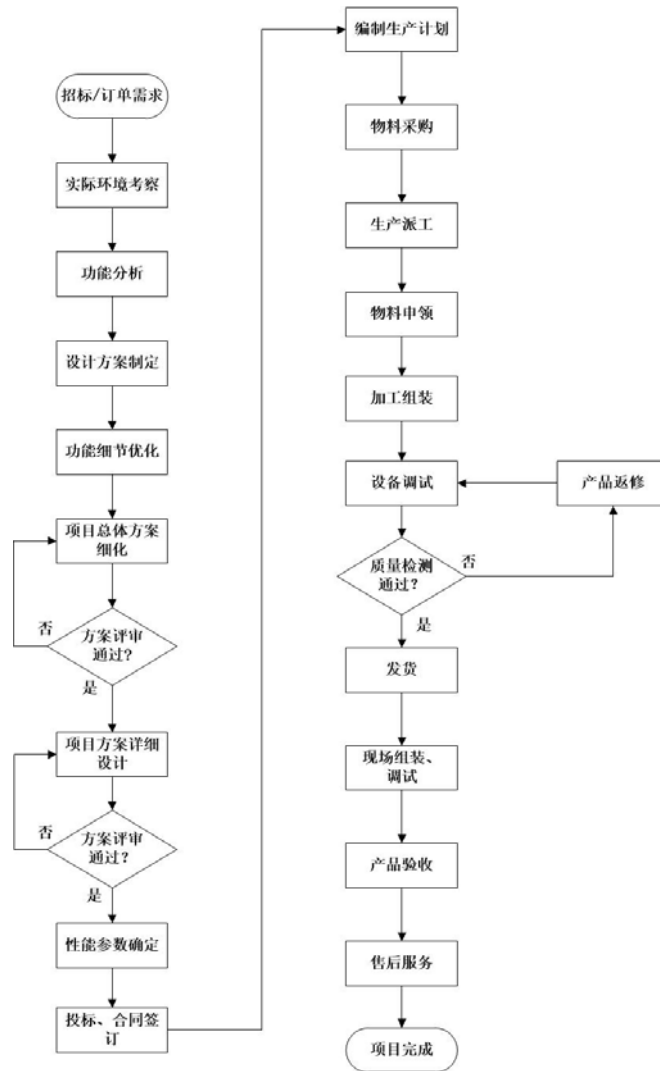 招标/订单需求
实际环境考察
功能分析
设计方案制定
功能细节优化
项目总体方案
细化
否
方案评审
通过？
是
项目方案详细
设计
否
方案评审
通过？
是
性能参数确定
投标、合同签
订
编制生产计划
物料采购
生产派工
物料申领
加工组装
设备调试
产品返修
质量检测
通过？
否
是
发货
现场组装、
调试
产品验收
售后服务
项目完成